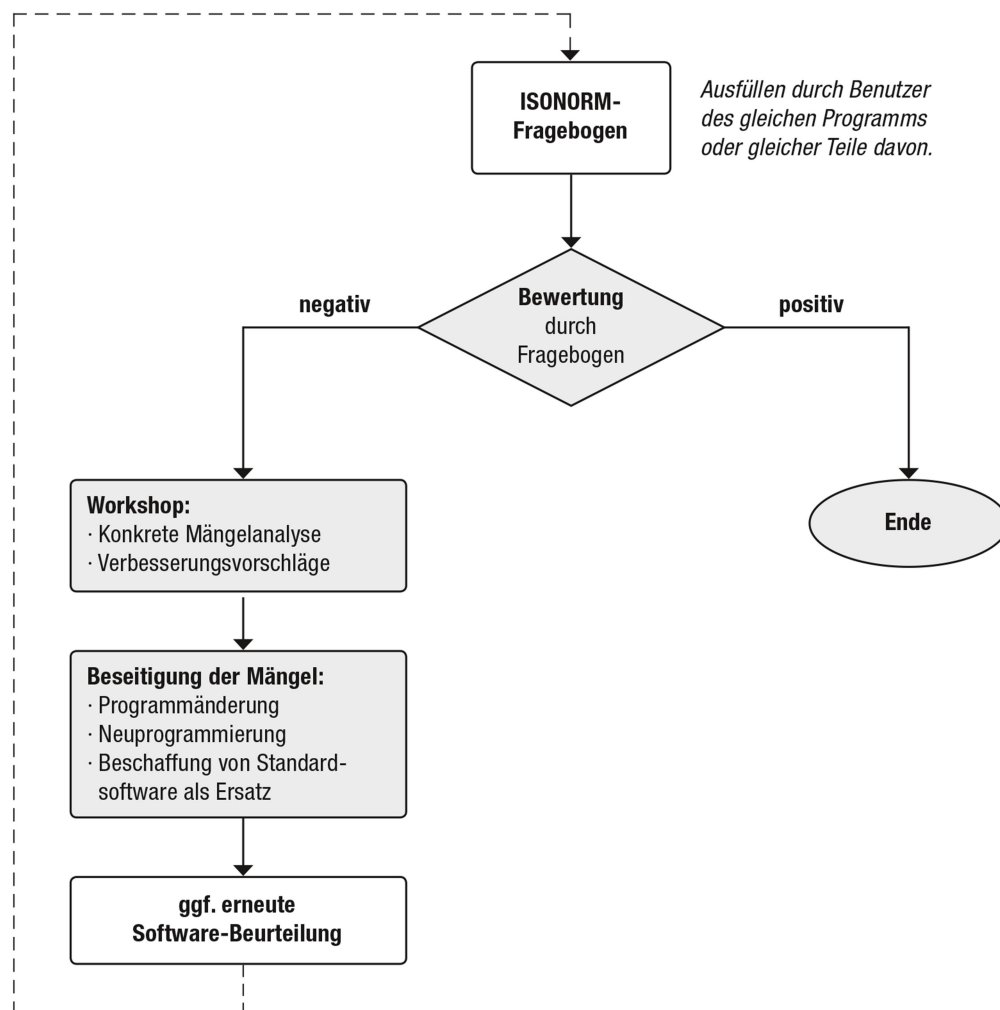 ISONORM-
Fragebogen
Ausfüllen durch Benutzer
des gleichen Programms
oder gleicher Teile davon.
negativ
Bewertung
durch
Fragebogen
positiv
Workshop:
· Konkrete Mängelanalyse
· Verbesserungsvorschläge
Ende
Beseitigung der Mängel:
· Programmänderung
· Neuprogrammierung
· Beschaffung von Standard-
software als Ersatz
ggf. erneute
Software-Beurteilung